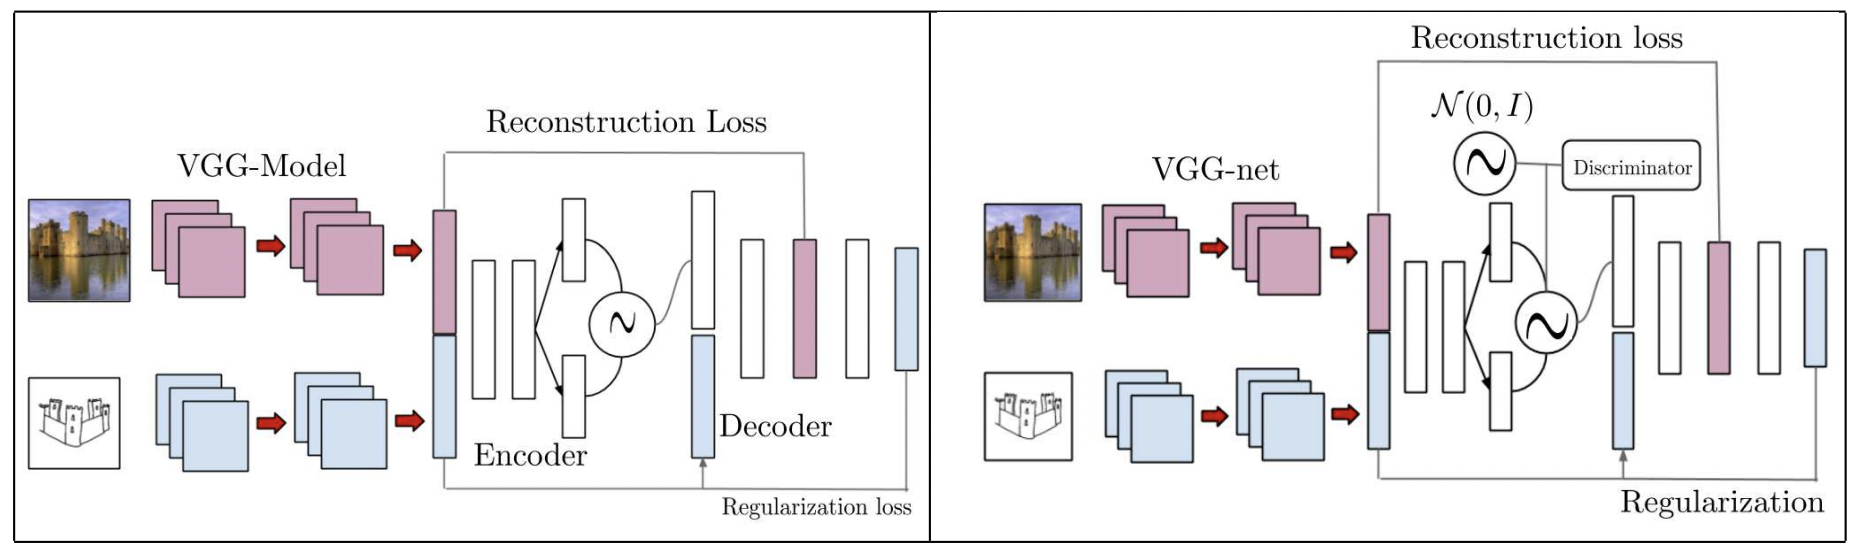 Reconstruction Loss
VGG-Model
Encoder
Decoder
Regularization loss
Reconstruction loss
𝒩(0, I)
Discriminator
VGG-net
Regularization